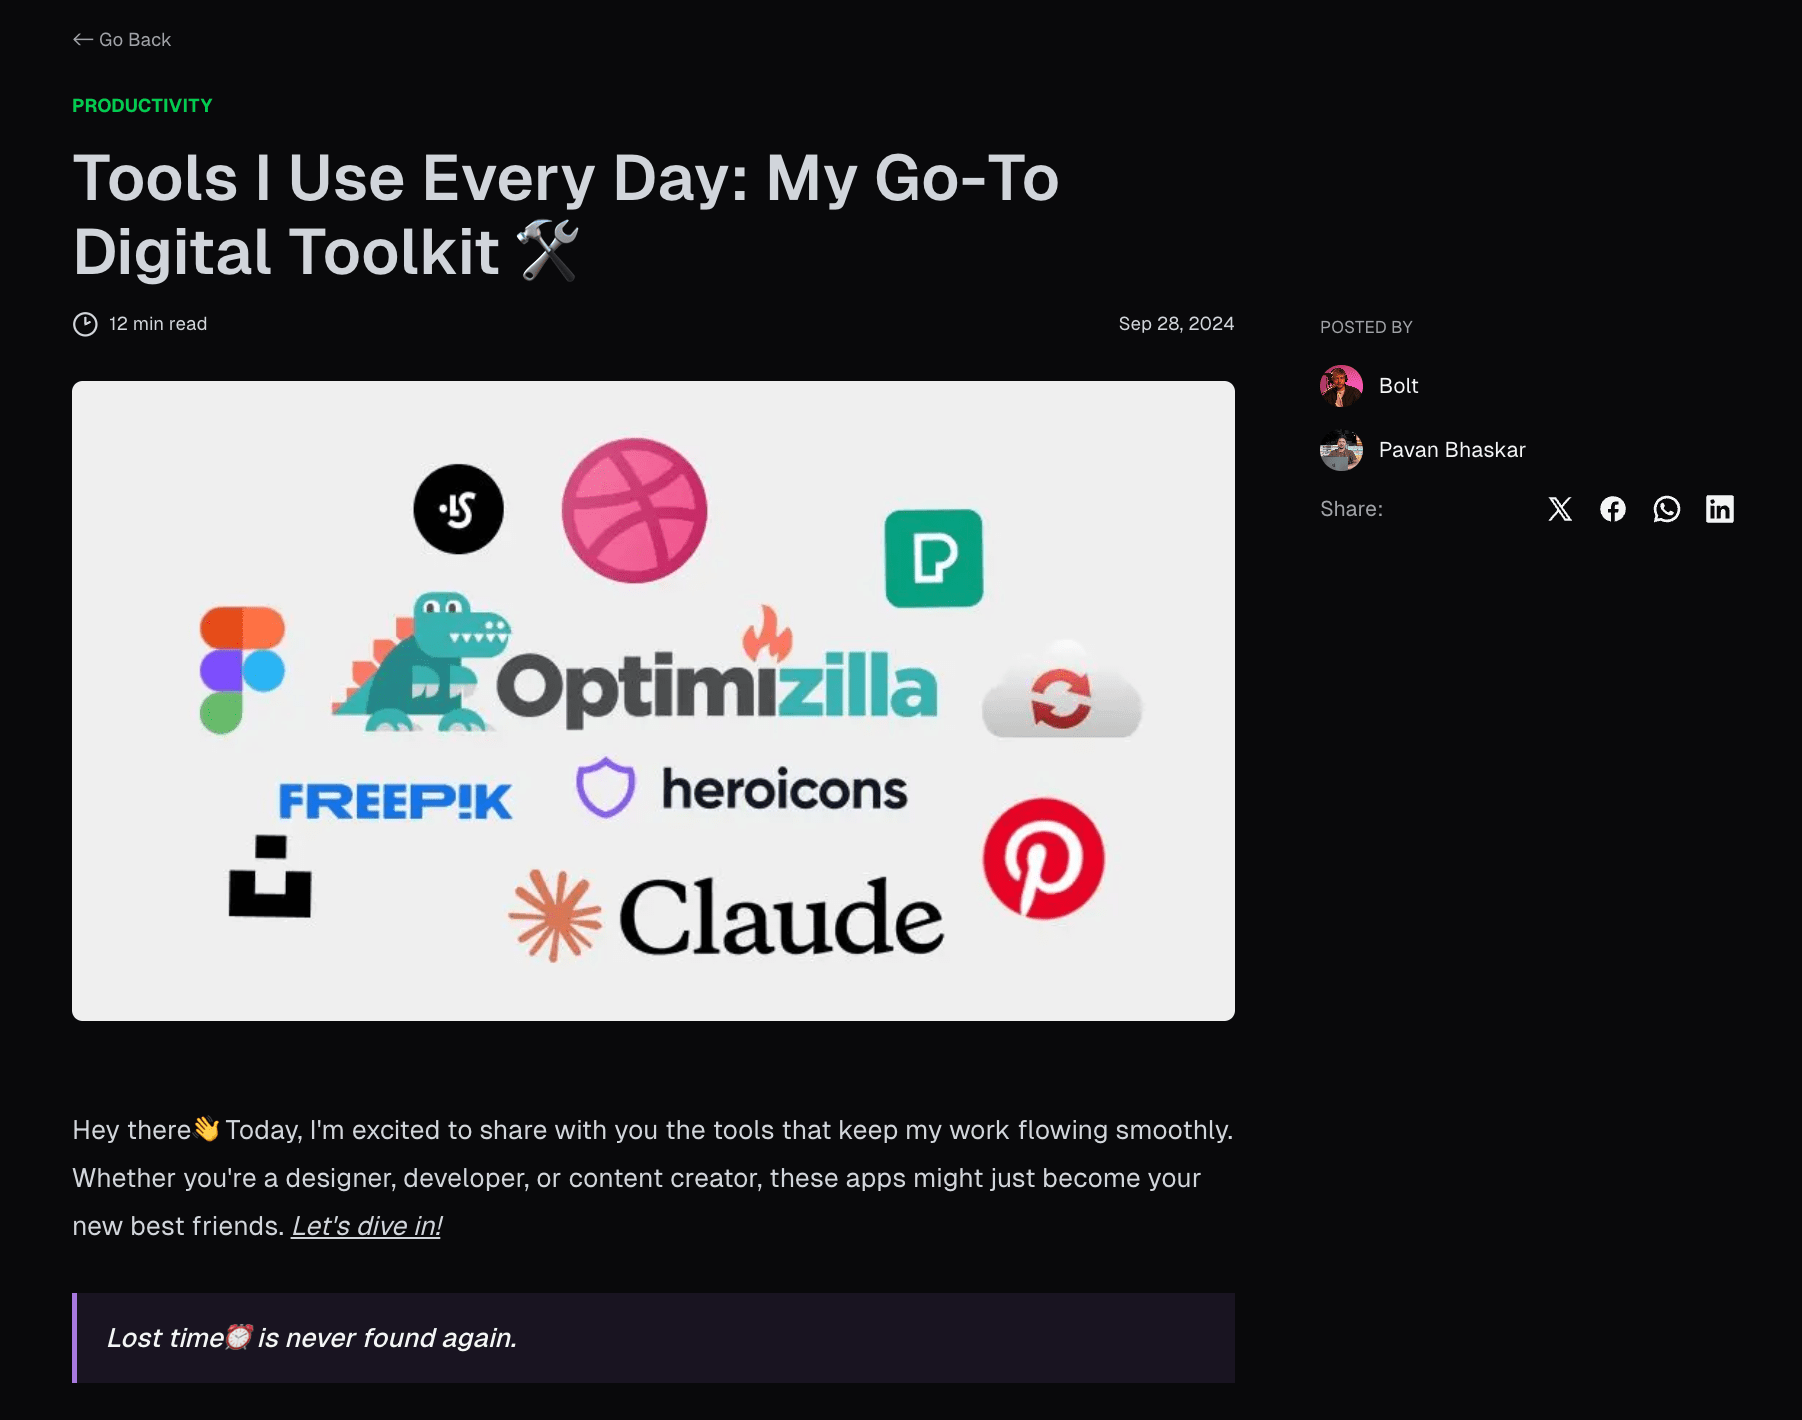 Go Back
PRODUCTIVITY
Tools I Use Every Day: My Go-To
Digital Toolkit 🛠️
12 min read
Sep 28, 2024
POSTED BY
Bolt
Pavan Bhaskar
Share:
Optimizilla
FREEPIK
heroicons
Claude
Hey there👋 Today, I'm excited to share with you the tools that keep my work flowing smoothly.
Whether you're a designer, developer, or content creator, these apps might just become your
new best friends. Let's dive in!
Lost time⏰ is never found again.